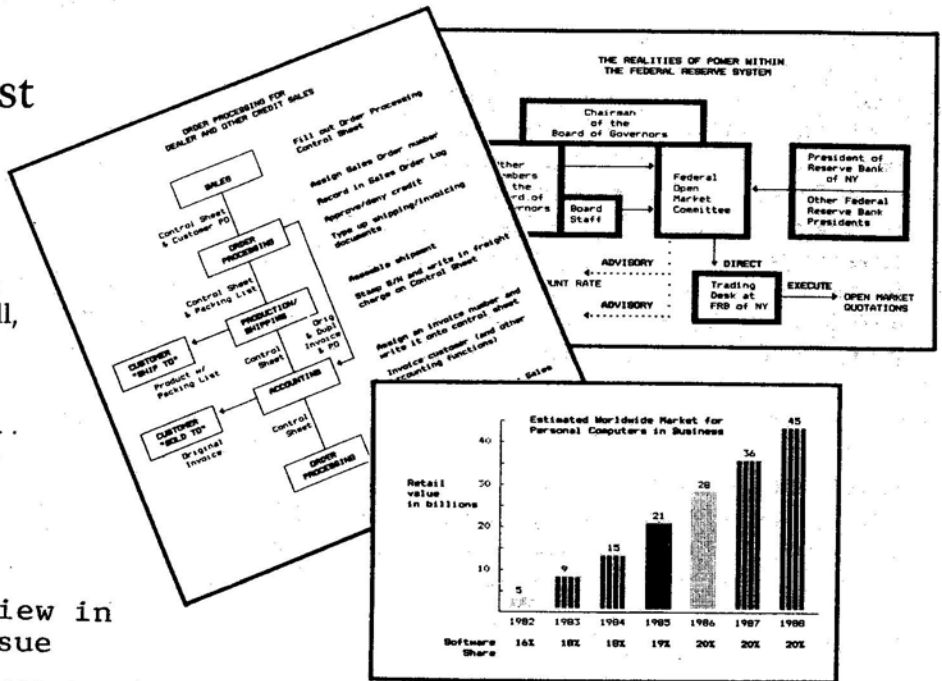 st
ll,
. .
iew in
sue
ORDER PROCESSING FOR
DEALER AND OTHER CREDIT SALES
SALES
Control Sheet
& Customer PO
ORDER
PROCESSING
Control Sheet
& Packing List
PRODUCTION/
SHIPPING
Orig
& Dupl
Invoice
& PO
CUSTOMER
"SHIP TO"
Product w/
Packing List
Control
Sheet
ACCOUNTING
CUSTOMER
"SOLD TO"
Original
Invoice
Control
Sheet
ORDER
PROCESSING
Fill out Order Processing
Control Sheet
Assign Sales Order number
Record in Sales Order Log
Approve/deny credit
Type up shipping/invoicing
documents
Assemble shipment
Stamp S/N and write in freight
charge on Control Sheet
Assign an invoice number and
write it onto control sheet
Invoice customer (and other
accounting functions)
Sales
THE REALITIES OF POWER WITHIN
THE FEDERAL RESERVE SYSTEM
Chairman
of the
Board of Governors
ther
mbers
the
rd of
ernors
Board
Staff
Federal
Open
Market
Committee
President of
Reserve Bank
of NY
Other Federal
Reserve Bank
Presidents
ADVISORY
DIRECT
UNT RATE
ADVISORY
Trading
Desk at
FRB of NY
EXECUTE
OPEN MARKET
QUOTATIONS
Estimated Worldwide Market for
Personal Computers in Business
Retail
value
in billions
40
30
20
10
5
9
15
21
28
36
45
1982 1983 1984 1985 1986 1987 1988
Software
Share
16% 18% 18% 19% 20% 20% 20%